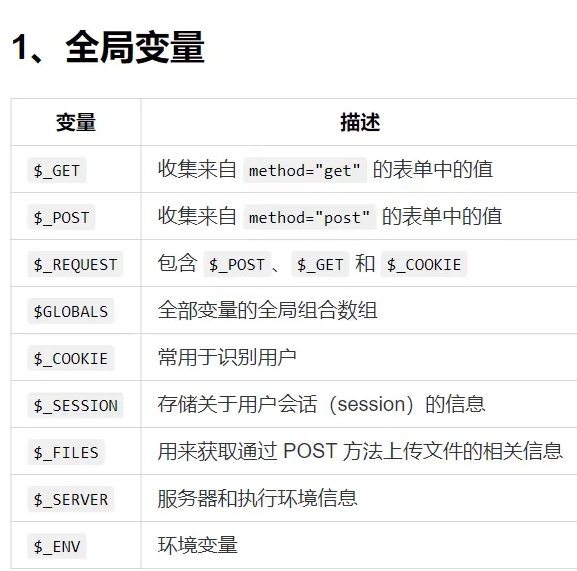 1、全局变量
变量 描述
$_GET 收集来自 method="get" 的表单中的值
$_POST 收集来自 method="post" 的表单中的值
$_REQUEST 包含 $_POST、$_GET 和 $_COOKIE
$GLOBALS 全部变量的全局组合数组
$_COOKIE 常用于识别用户
$_SESSION 存储关于用户会话（session）的信息
$_FILES 用来获取通过 POST 方法上传文件的相关信息
$_SERVER 服务器和执行环境信息
$_ENV 环境变量